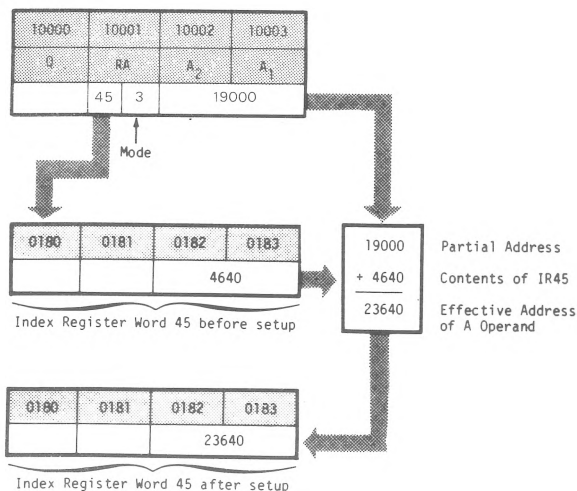 10000 10001 10002 10003
Q RA A2 A1
45 3 19000
Mode
0180 0181 0182 0183
4640
Index Register Word 45 before setup
19000 Partial Address
+ 4640 Contents of IR45
23640 Effective Address
of A Operand
0180 0181 0182 0183
23640
Index Register Word 45 after setup